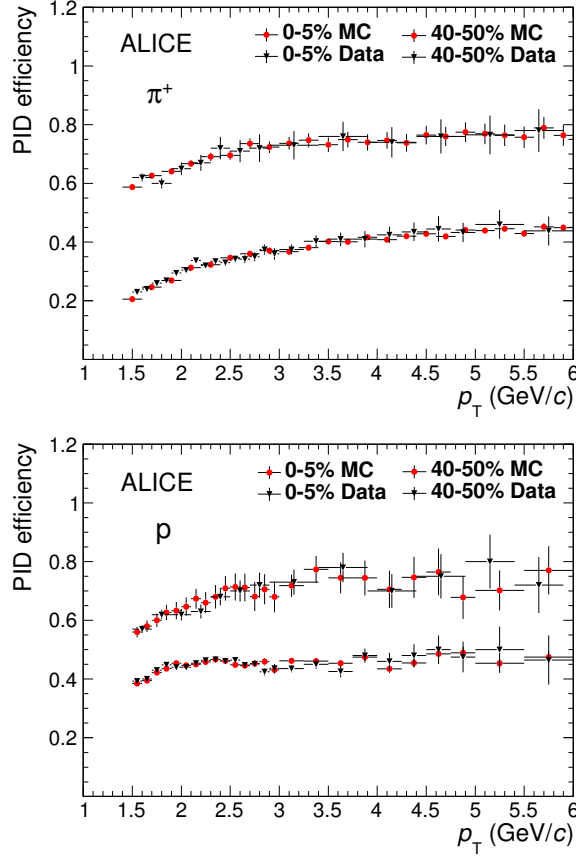 PID efficiency
1.2
1
0.8
0.6
0.4
0.2
ALICE
π+
0-5% MC
40-50% MC
0-5% Data
40-50% Data
1 1.5 2 2.5 3 3.5 4 4.5 5 5.5 6
pT (GeV/c)
PID efficiency
1.2
1
0.8
0.6
0.4
0.2
ALICE
p
0-5% MC
40-50% MC
0-5% Data
40-50% Data
1 1.5 2 2.5 3 3.5 4 4.5 5 5.5 6
pT (GeV/c)